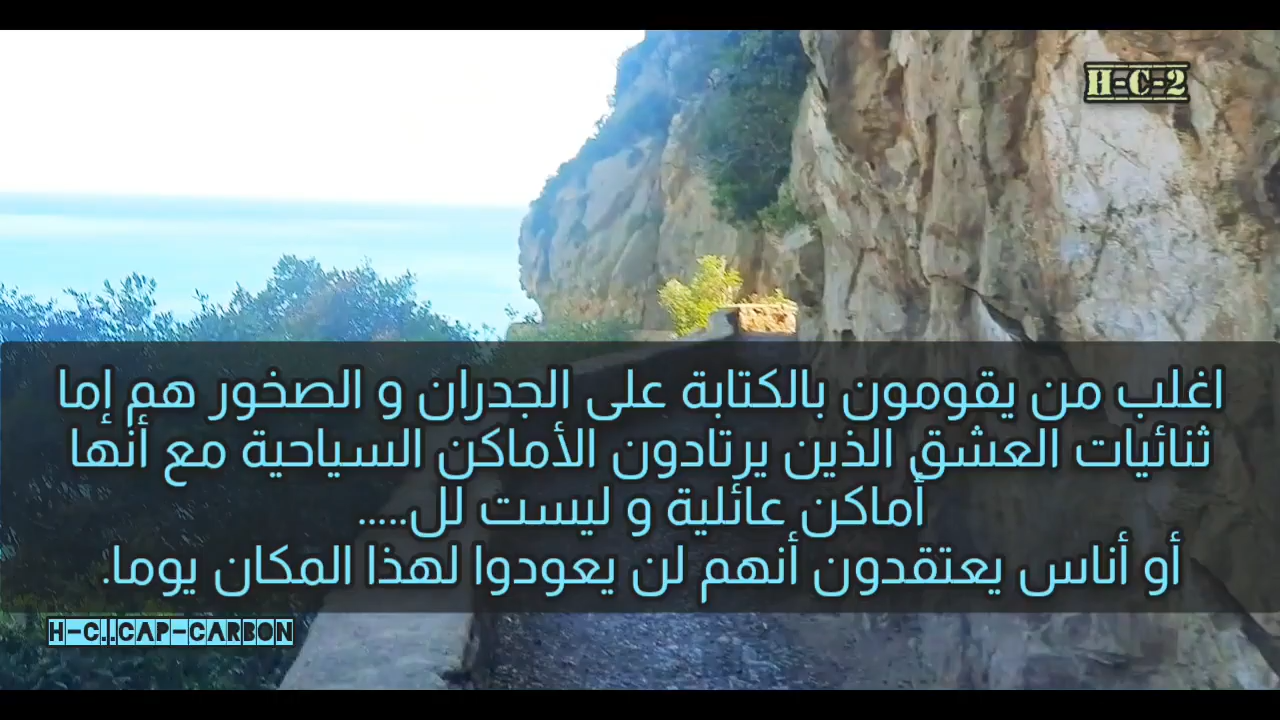 H-C-2
اغلب من يقومون بالكتابة على الجدران و الصخور هم إما
ثنائيات العشق الذين يرتادون الأماكن السياحية مع أنها
أماكن عائلية و ليست لل.....
أو أناس يعتقدون أنهم لن يعودوا لهذا المكان يوما.
H-C..CAP-CARBON